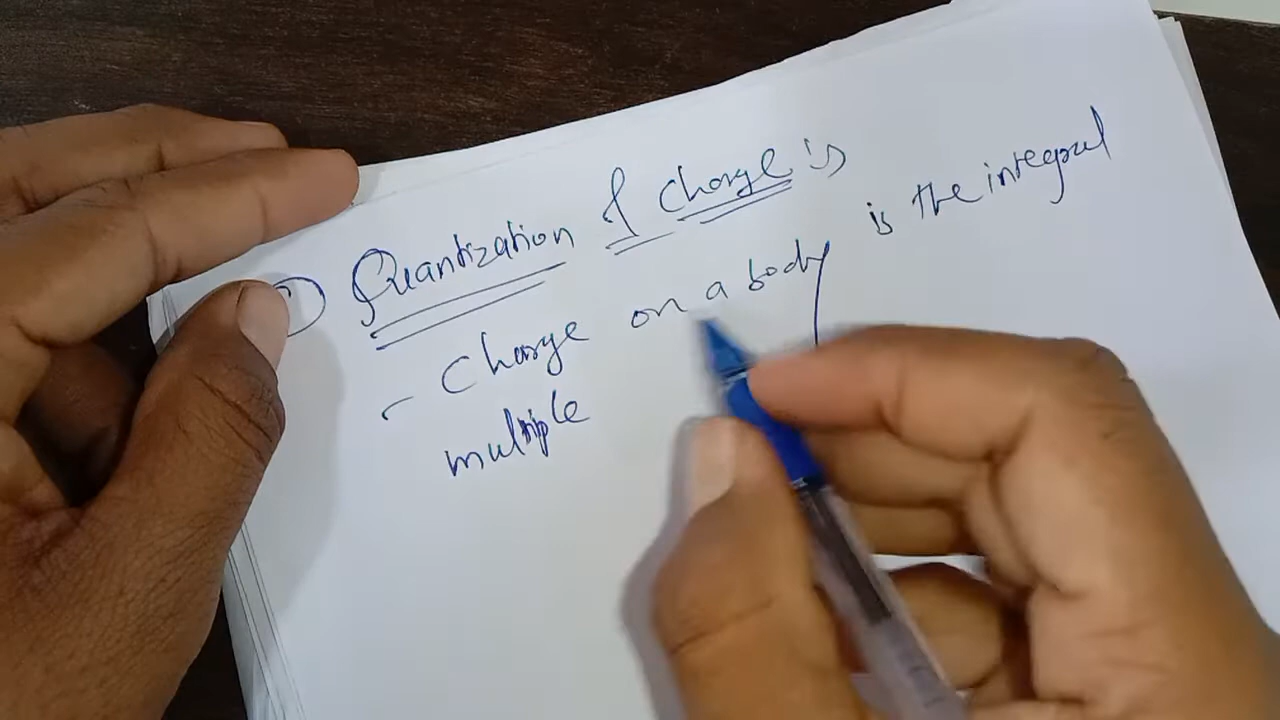 Quantization of charge is
- Charge on a body is the integral
multiple